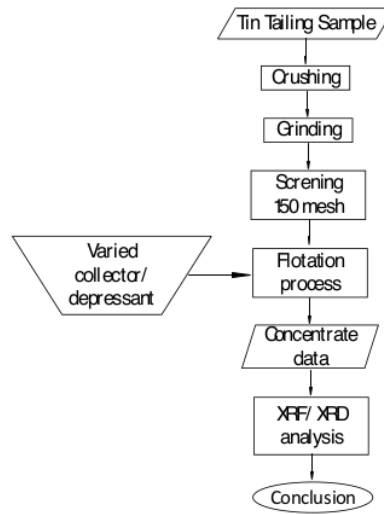 Tin Tailing Sample
Crushing
Grinding
Screning
150 mesh
Varied
collector/
depressant
Flotation
process
Concentrate
data
XRF/ XRD
analysis
Conclusion